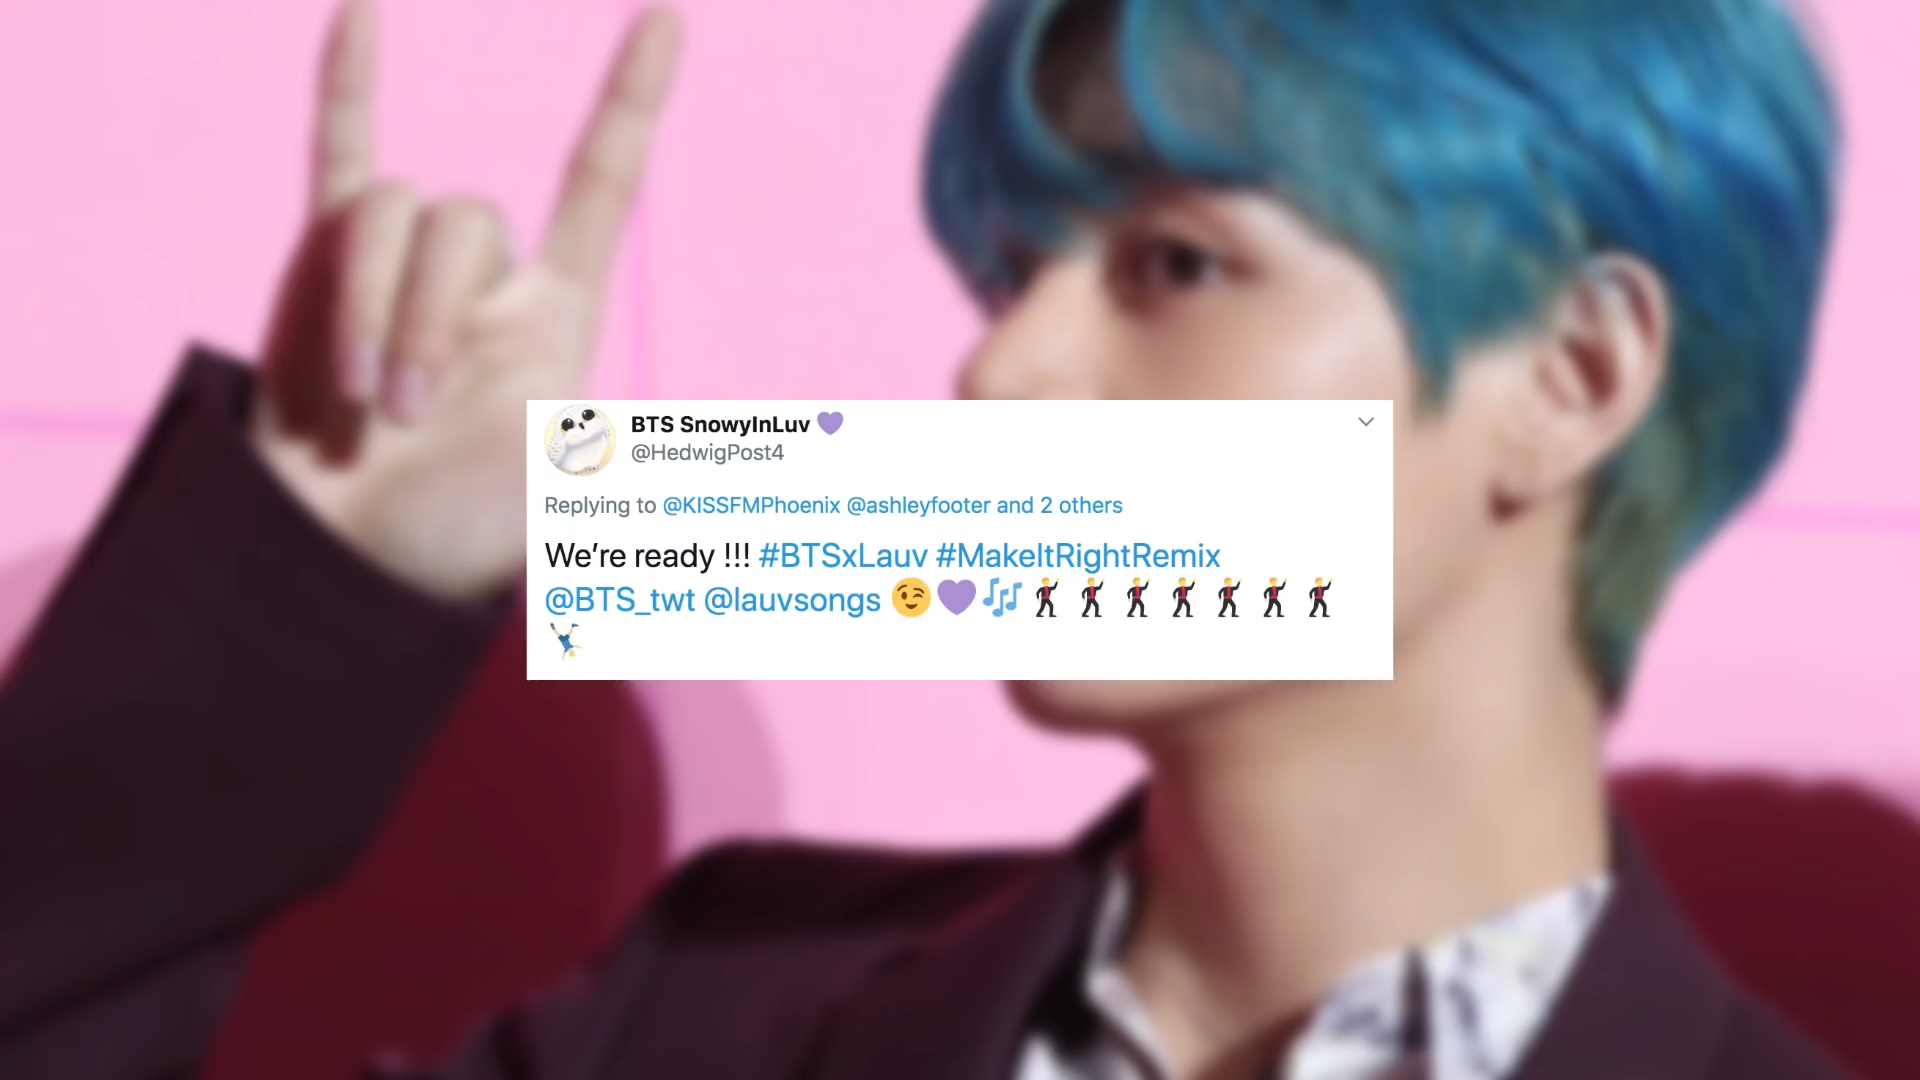 BTS SnowyInLuv 💜
@HedwigPost4
Replying to @KISSFMPhoenix @ashleyfooter and 2 others
We’re ready !!! #BTSxLauv #MakeItRightRemix
@BTS_twt @lauvsongs 😉💜🎶🕺🕺🕺🕺🕺🕺🕺
🤸🏻‍♂️